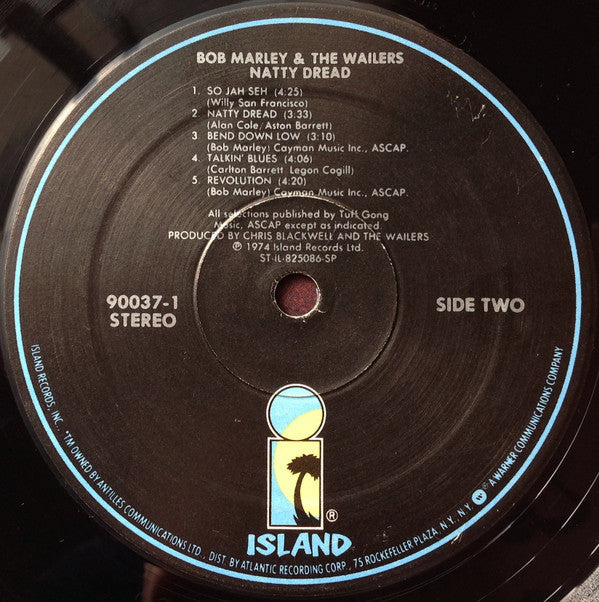 BOB MARLEY & THE WAILERS
NATTY DREAD
1. SO JAH SEH (4:25)
(Willy San Francisco)
2. NATTY DREAD (3.33)
(Alan Cole/Aston Barrett)
3. BEND DOWN LOW (3:10)
(Bob Marley) Cayman Music Inc., ASCAP.
4. TALKIN' BLUES (4:06)
(Carlton Barrett Legon Cogill)
5. REVOLUTION (4:20)
(Bob Marley) Cayman Music Inc., ASCAP.
All selections published by Tuff Gong
Music, ASCAP except as indicated.
PRODUCED BY CHRIS BLACKWELL AND THE WAILERS
℗ 1974 Island Records Ltd.
ST-IL-825086-SP
90037-1
STEREO
SIDE TWO
®
ISLAND
ISLAND RECORDS, INC., *TM OWNED BY ANTILLES COMMUNICATIONS LTD., DIST. BY ATLANTIC RECORDING CORP., 75 ROCKEFELLER PLAZA, N.Y., N.Y. A WARNER COMMUNICATIONS COMPANY